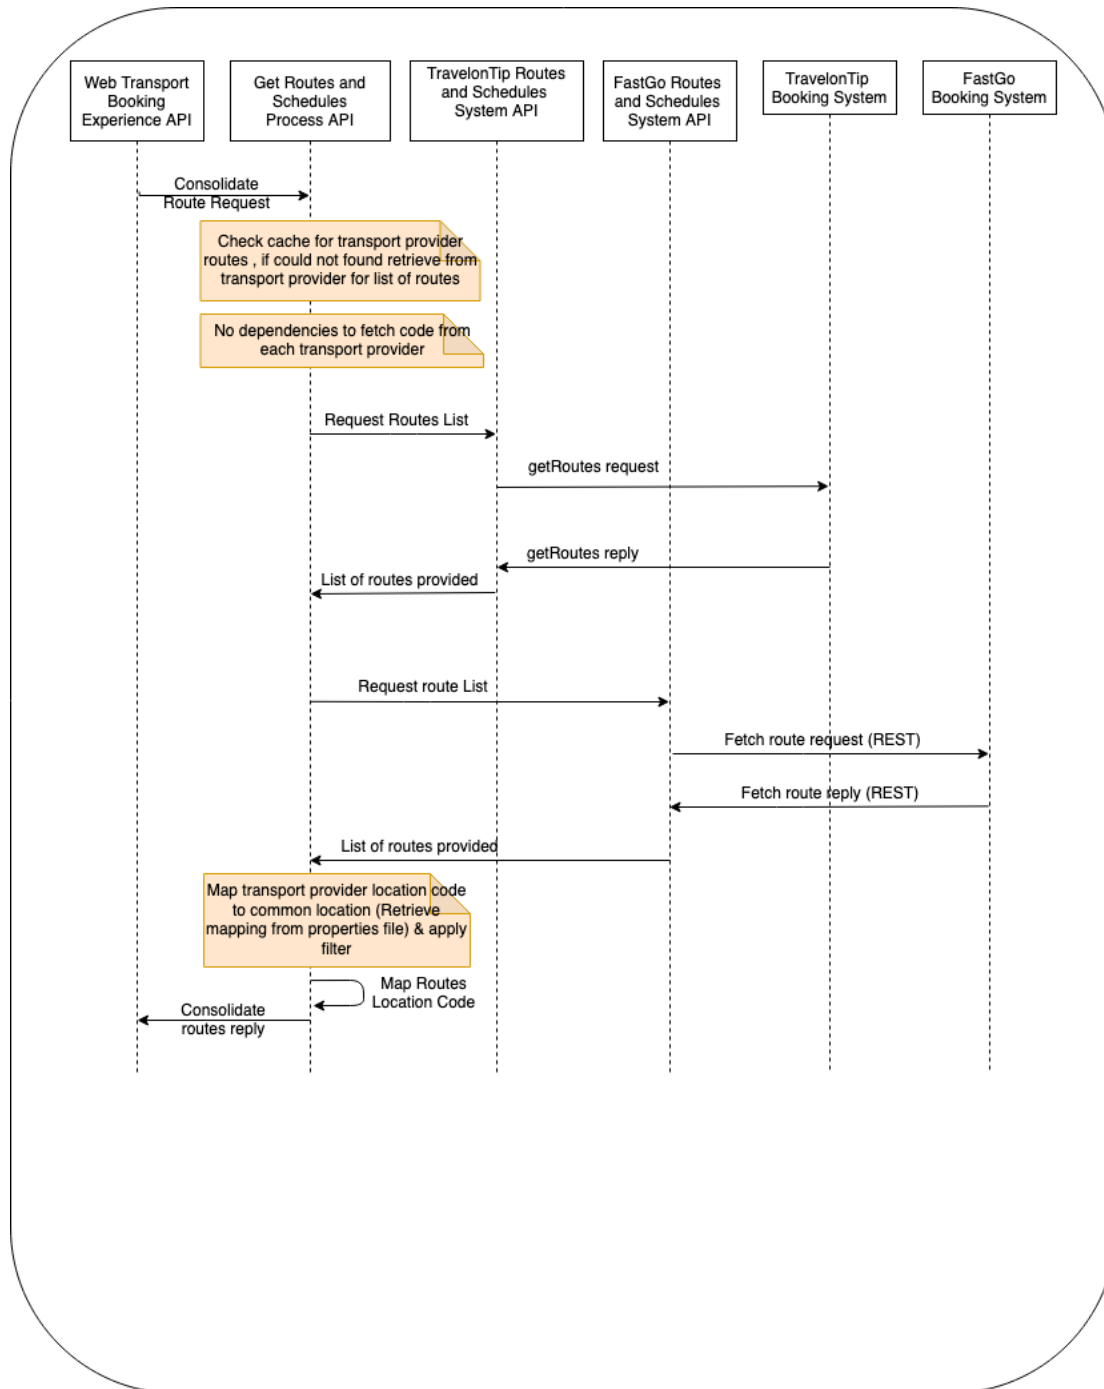 Web Transport
Booking
Experience API
Get Routes and
Schedules
Process API
TravelonTip Routes
and Schedules
System API
FastGo Routes
and Schedules
System API
TravelonTip
Booking System
FastGo
Booking System
Consolidate
Route Request
Check cache for transport provider
routes , if could not found retrieve from
transport provider for list of routes
No dependencies to fetch code from
each transport provider
Request Routes List
getRoutes request
getRoutes reply
List of routes provided
Request route List
Fetch route request (REST)
Fetch route reply (REST)
List of routes provided
Map transport provider location code
to common location (Retrieve
mapping from properties file) & apply
filter
Map Routes
Location Code
Consolidate
routes reply